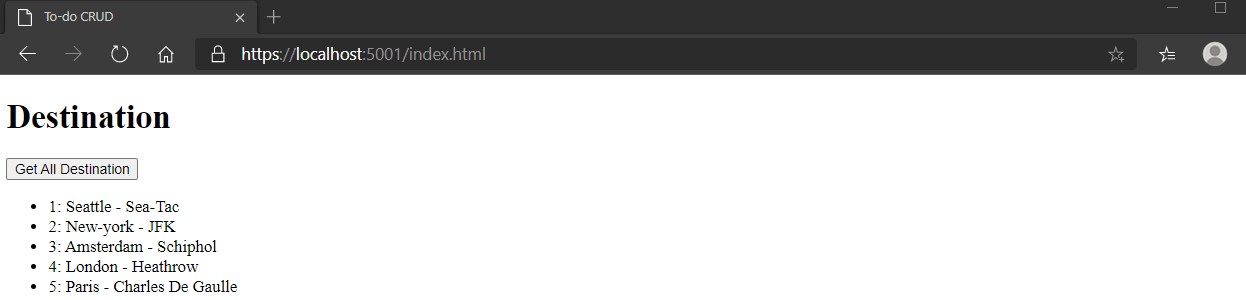 To-do CRUD
https://localhost:5001/index.html
Destination
Get All Destination
1: Seattle - Sea-Tac
2: New-york - JFK
3: Amsterdam - Schiphol
4: London - Heathrow
5: Paris - Charles De Gaulle